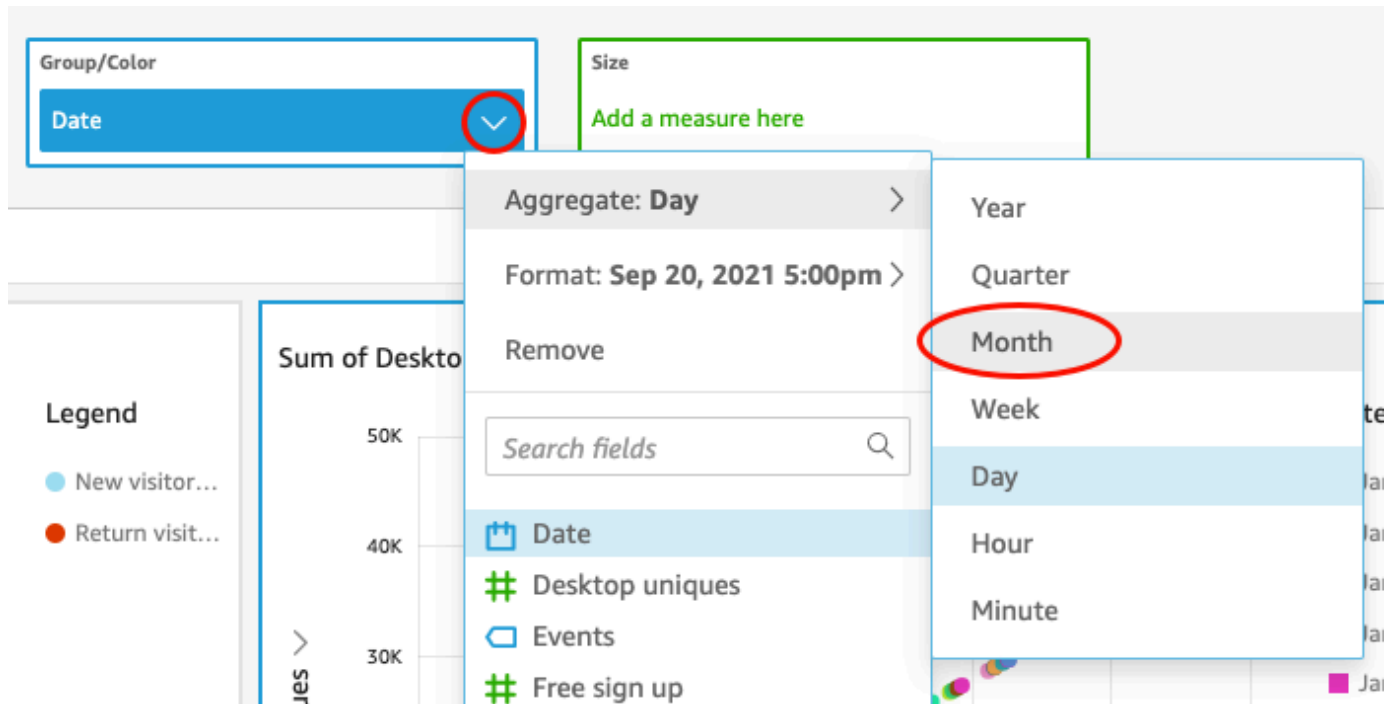 Group/Color
Date
Size
Add a measure here
Aggregate: Day
Format: Sep 20, 2021 5:00pm
Remove
Search fields
Date
Desktop uniques
Events
Free sign up
Year
Quarter
Month
Week
Day
Hour
Minute
Legend
New visitor...
Return visit...
Sum of Deskto
50K
40K
30K